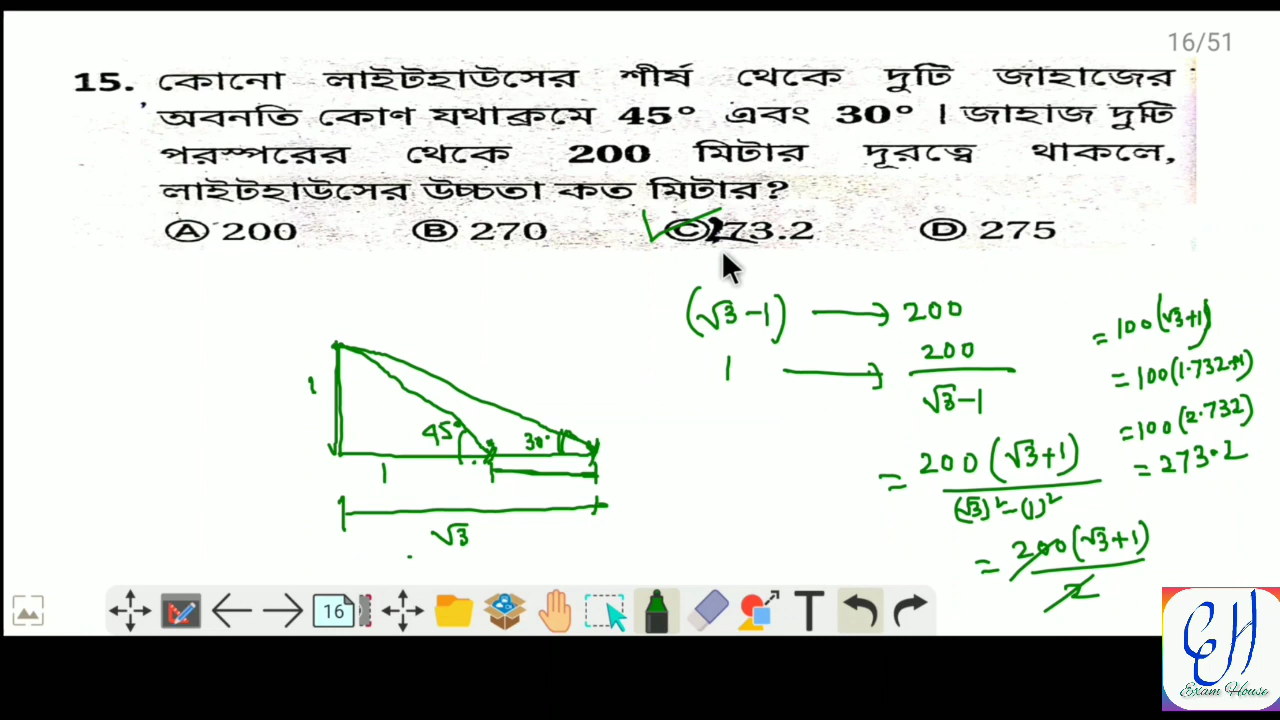 16/51
15. কোনো লাইটহাউসের শীর্ষ থেকে দুটি জাহাজের
অবনতি কোণ যথাক্রমে 45° এবং 30° । জাহাজ দুটি
পরস্পরের থেকে 200 মিটার দূরত্বে থাকলে,
লাইটহাউসের উচ্চতা কত মিটার?
Ⓐ 200 Ⓑ 270 Ⓒ 273.2 Ⓓ 275
(√3-1) → 200
1 → 200/(√3-1)
= 200(√3+1)/((√3)²-(1)²)
= 200(√3+1)/2
= 100(√3+1)
= 100(1.732+1)
= 100(2.732)
= 273.2
1
45°
30°
1
√3
16
T
CH
Exam House